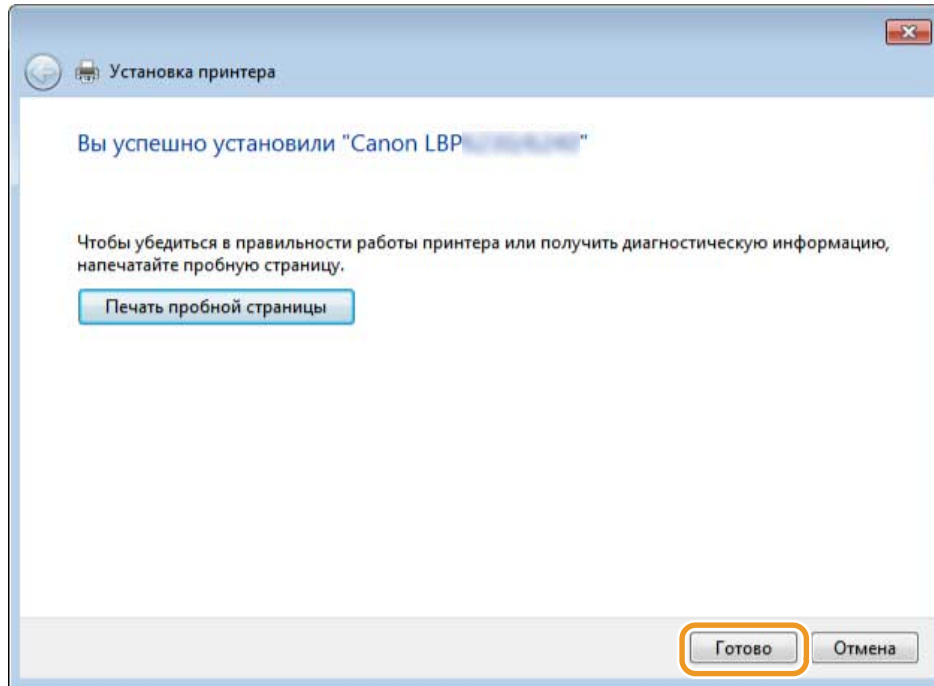 Установка принтера
Вы успешно установили "Canon LBP "
Чтобы убедиться в правильности работы принтера или получить диагностическую информацию,
напечатайте пробную страницу.
Печать пробной страницы
Готово Отмена